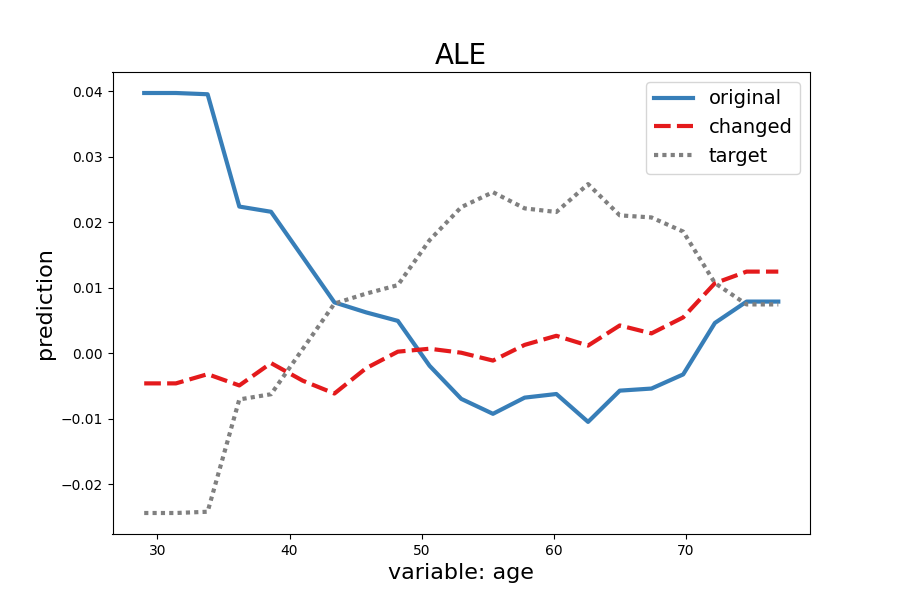 ALE
original
changed
target
prediction
0.04
0.03
0.02
0.01
0.00
−0.01
−0.02
30 40 50 60 70
variable: age